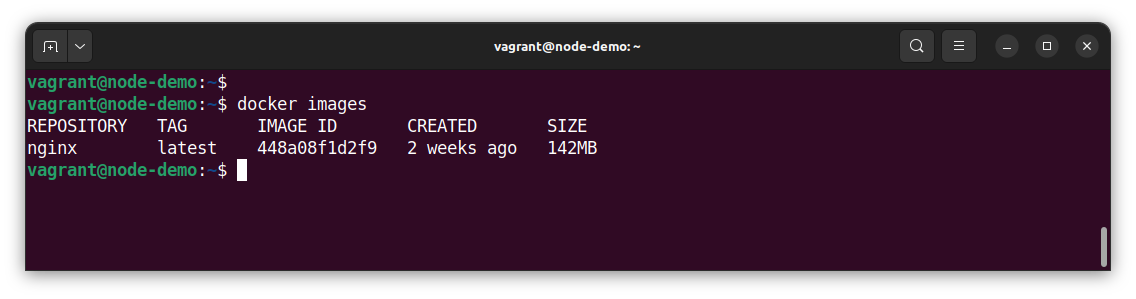 vagrant@node-demo: ~
vagrant@node-demo:~$
vagrant@node-demo:~$ docker images
REPOSITORY   TAG       IMAGE ID       CREATED       SIZE
nginx        latest    448a08f1d2f9   2 weeks ago   142MB
vagrant@node-demo:~$